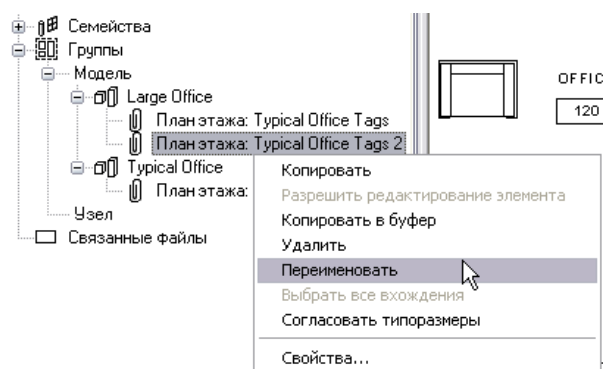 Семейства
Группы
Модель
Large Office
План этажа: Typical Office Tags
План этажа: Typical Office Tags 2
Typical Office
План этажа:
Узел
Связанные файлы
Копировать
Разрешить редактирование элемента
Копировать в буфер
Удалить
Переименовать
Выбрать все вхождения
Согласовать типоразмеры
Свойства...
OFFIC
120